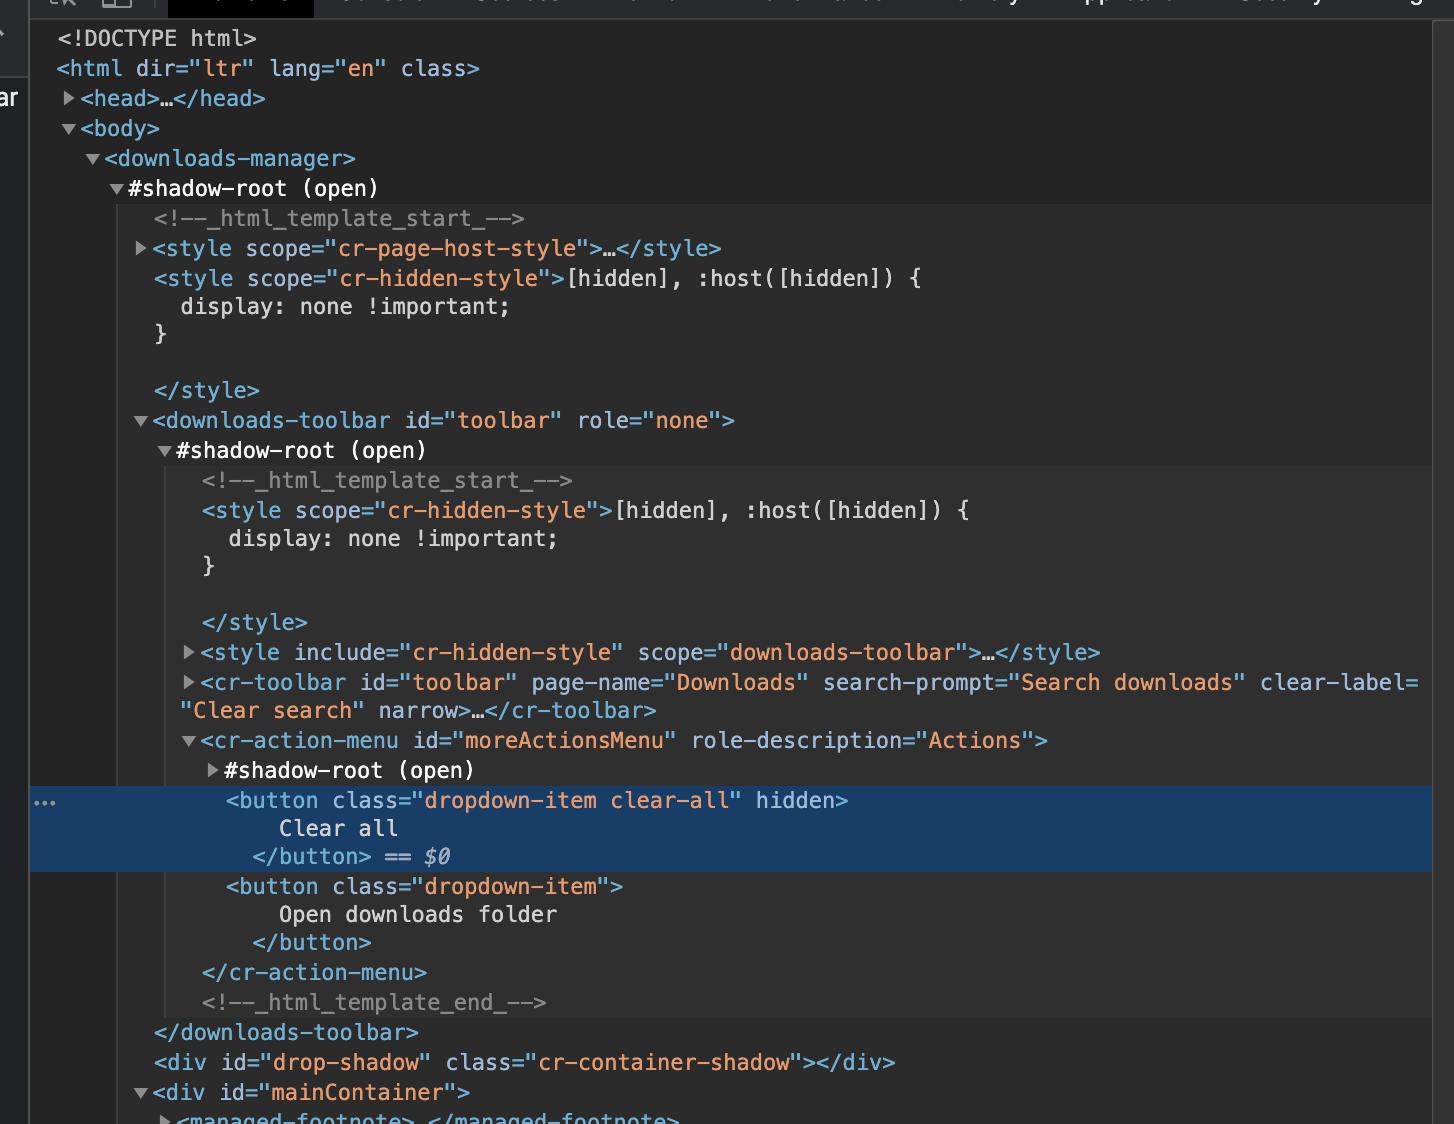 ar
<!DOCTYPE html>
<html dir="ltr" lang="en" class>
<head>…</head>
<body>
<downloads-manager>
#shadow-root (open)
<!--_html_template_start_-->
<style scope="cr-page-host-style">…</style>
<style scope="cr-hidden-style">[hidden], :host([hidden]) {
display: none !important;
}
</style>
<downloads-toolbar id="toolbar" role="none">
#shadow-root (open)
<!--_html_template_start_-->
<style scope="cr-hidden-style">[hidden], :host([hidden]) {
display: none !important;
}
</style>
<style include="cr-hidden-style" scope="downloads-toolbar">…</style>
<cr-toolbar id="toolbar" page-name="Downloads" search-prompt="Search downloads" clear-label=
"Clear search" narrow>…</cr-toolbar>
<cr-action-menu id="moreActionsMenu" role-description="Actions">
#shadow-root (open)
<button class="dropdown-item clear-all" hidden>
Clear all
</button> == $0
<button class="dropdown-item">
Open downloads folder
</button>
</cr-action-menu>
<!--_html_template_end_-->
</downloads-toolbar>
<div id="drop-shadow" class="cr-container-shadow"></div>
<div id="mainContainer">
<managed-footnote>…</managed-footnote>